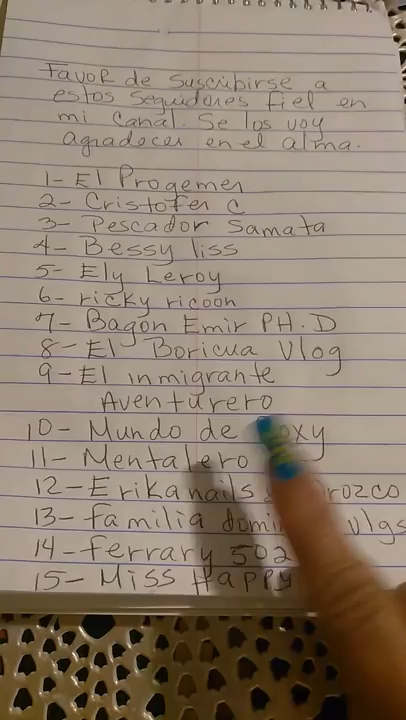 Favor de Suscribirse a
estos Seguidores Fiel en
mi Canal. Se los voy
agradecer en el alma.
1- El Progemer
2- Cristofer C
3- Pescador Samata
4- Bessy liss
5- Ely Leroy
6- ricky ricoon
7- Bagon Emir PH.D
8- El Boricua Vlog
9- El inmigrante
Aventurero
10- Mundo de
11- Mentalero
12- Erikanails
13- familia vlgs
14- ferrary 502
15- Miss Happy